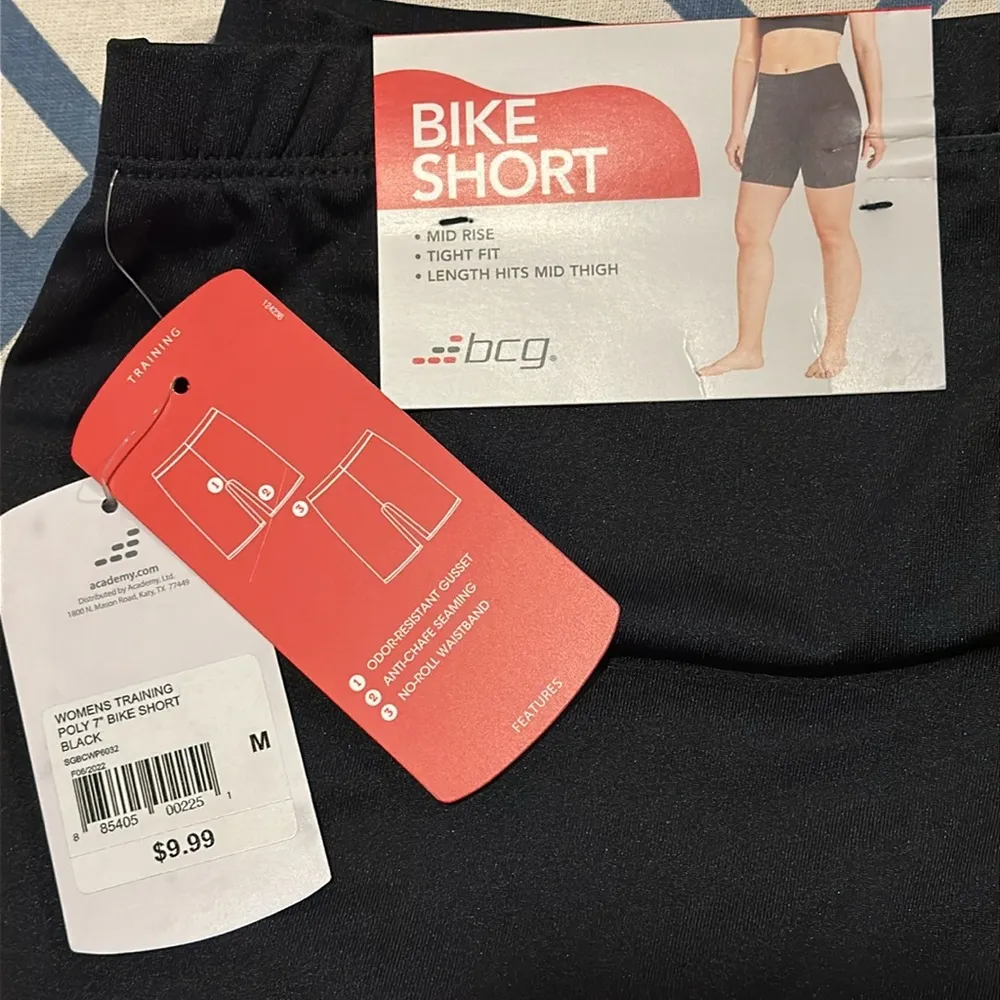 BIKE
SHORT
• MID RISE
• TIGHT FIT
• LENGTH HITS MID THIGH
bcg®
124236
TRAINING
1
2
3
1 ODOR-RESISTANT GUSSET
2 ANTI-CHAFE SEAMING
3 NO-ROLL WAISTBAND
FEATURES
academy.com
Distributed by Academy, Ltd.
1800 N. Mason Road, Katy, TX 77449
WOMENS TRAINING
POLY 7" BIKE SHORT
BLACK
SGBCWP6032
F06/2022
M
8 85405 00225 1
$9.99